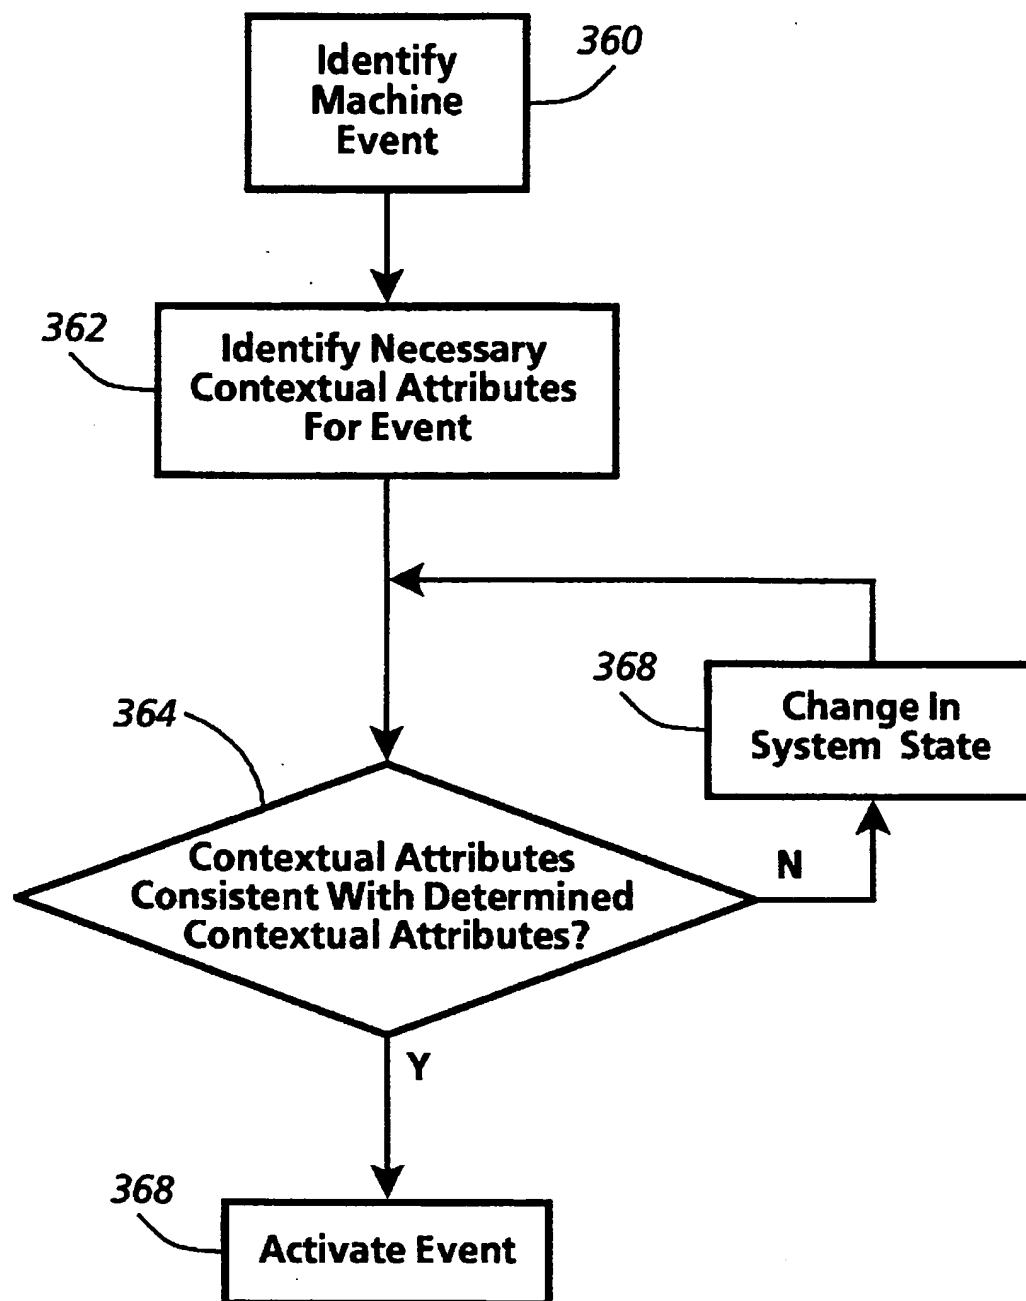 360
Identify
Machine
Event
362
Identify Necessary
Contextual Attributes
For Event
368
Change In
System State
364
Contextual Attributes
Consistent With Determined
Contextual Attributes?
N
Y
368
Activate Event